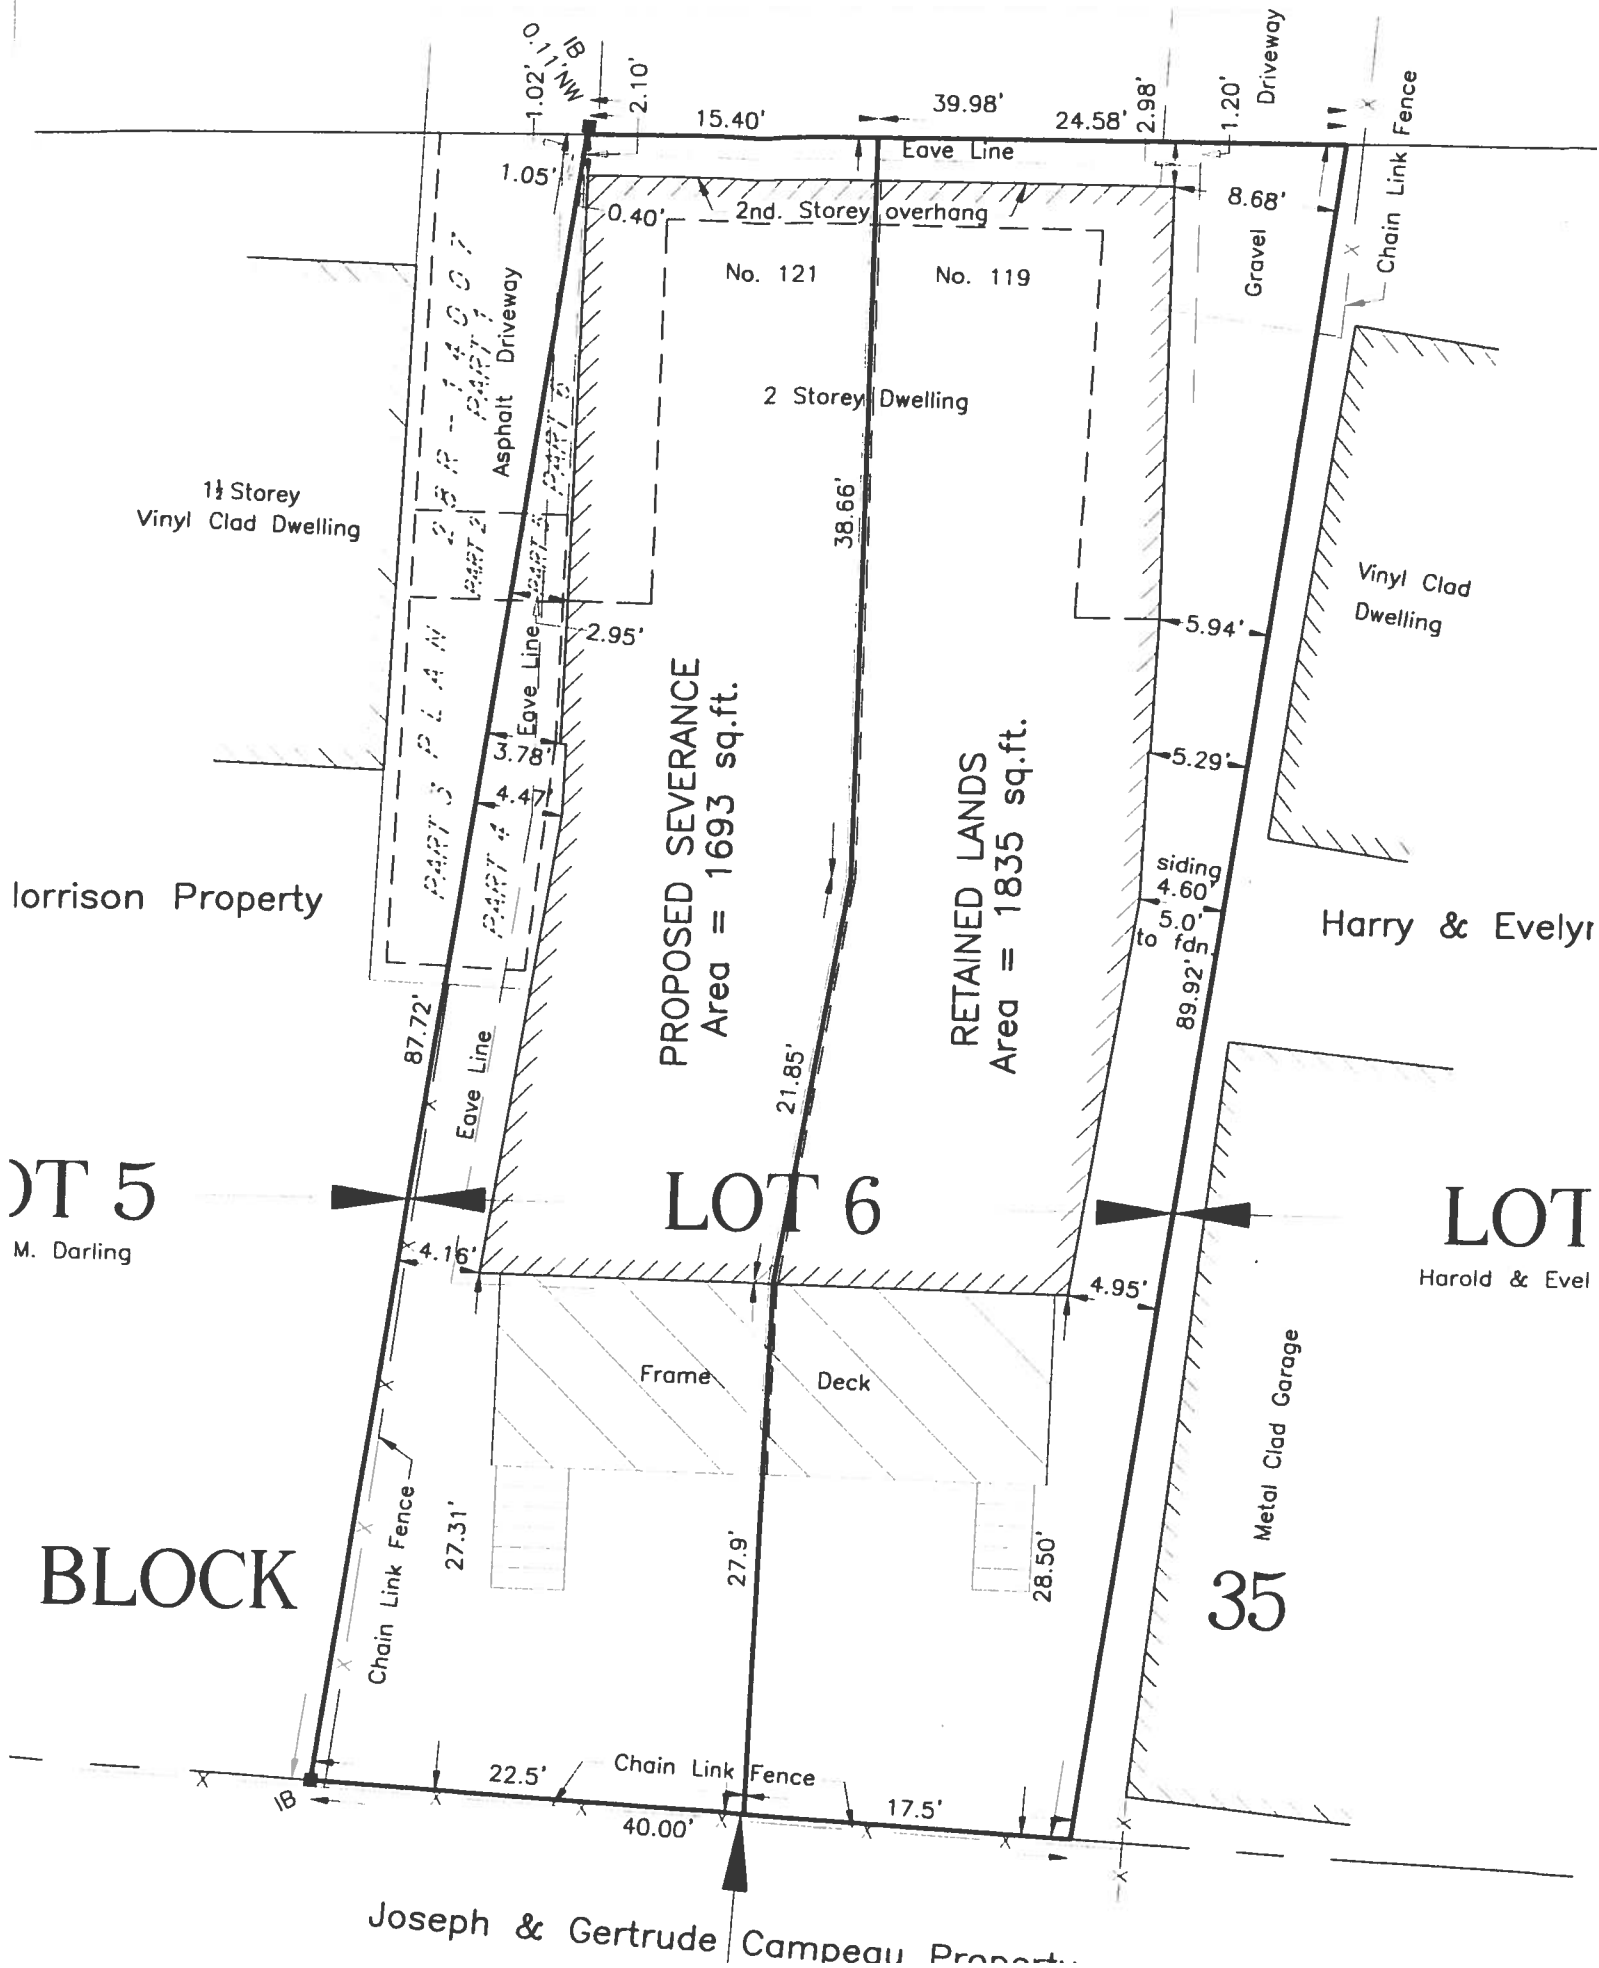 IB
0.11'NW
1.02'
2.10'
15.40'
39.98'
24.58'
2.98'
1.20'
Driveway
Chain Link Fence
Eave Line
1.05'
0.40'
2nd. Storey overhang
8.68'
Gravel
No. 121
No. 119
PART 1
Asphalt Driveway
2 Storey Dwelling
1½ Storey
Vinyl Clad Dwelling
38.66'
PART 2
Vinyl Clad
Dwelling
2.95'
5.94'
Eave Line
3.78'
5.29'
4.47'
PART 3 PLAN 28R-14007
PART 4
PROPOSED SEVERANCE
Area = 1693 sq.ft.
RETAINED LANDS
Area = 1835 sq.ft.
siding
4.60'
5.0'
to fdn.
orrison Property
Harry & Evelyn
87.72'
89.92'
Eave Line
21.85'
OT 5
M. Darling
LOT 6
LOT
Harold & Evel
4.16'
4.95'
Frame Deck
Metal Clad Garage
Chain Link Fence
27.31'
27.9'
28.50'
BLOCK
35
IB
22.5'
Chain Link Fence
17.5'
40.00'
Joseph & Gertrude Campeau Property